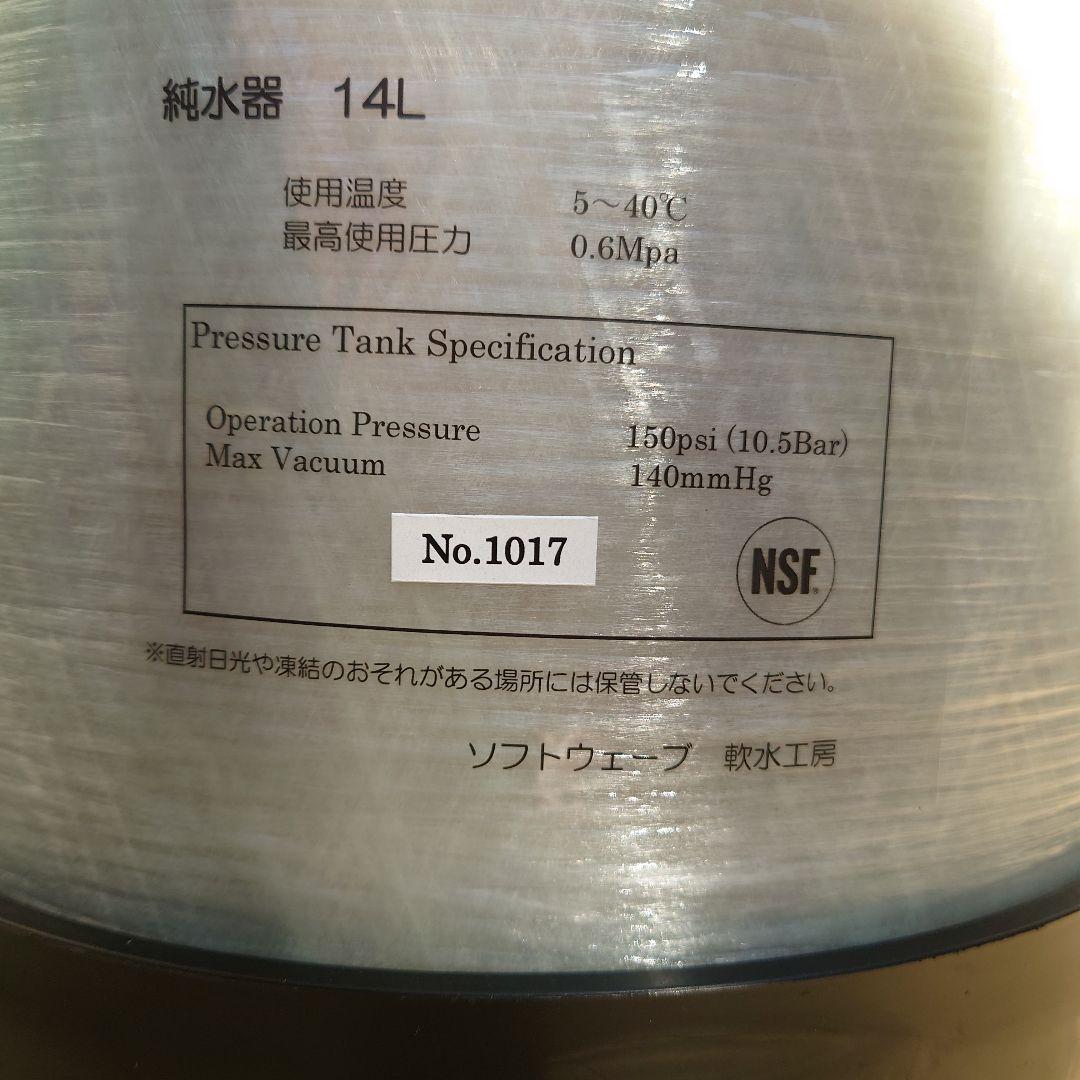 純水器 14L
使用温度 5～40℃
最高使用圧力 0.6Mpa
Pressure Tank Specification
Operation Pressure 150psi (10.5Bar)
Max Vacuum 140mmHg
No.1017
NSF®
※直射日光や凍結のおそれがある場所には保管しないでください。
ソフトウェーブ 軟水工房